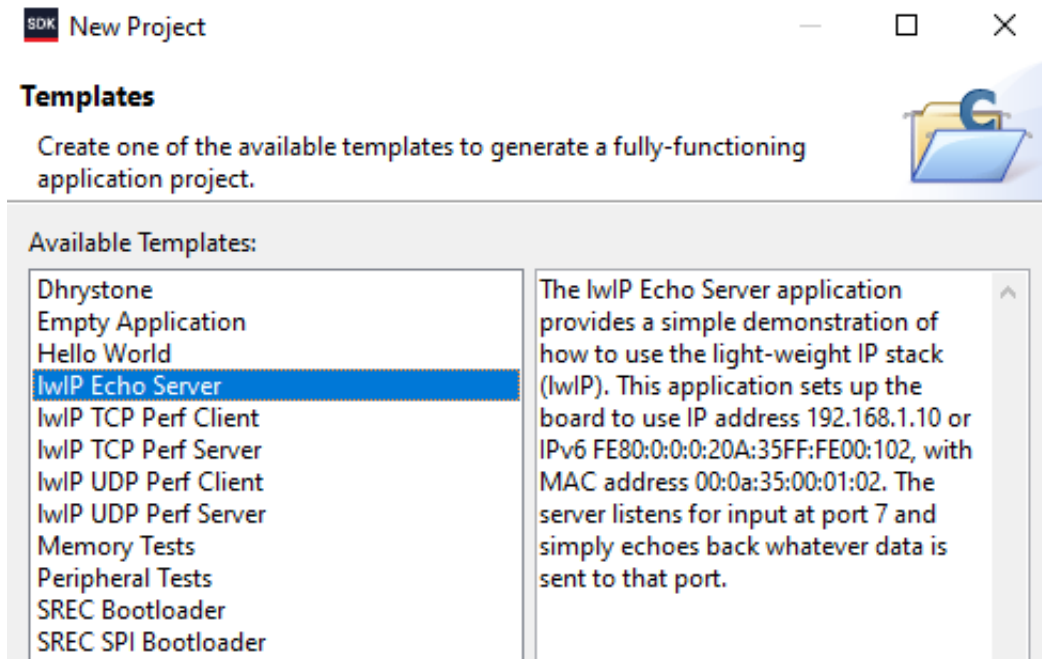 SDK New Project
Templates
Create one of the available templates to generate a fully-functioning
application project.
Available Templates:
Dhrystone
Empty Application
Hello World
lwIP Echo Server
lwIP TCP Perf Client
lwIP TCP Perf Server
lwIP UDP Perf Client
lwIP UDP Perf Server
Memory Tests
Peripheral Tests
SREC Bootloader
SREC SPI Bootloader
The lwIP Echo Server application
provides a simple demonstration of
how to use the light-weight IP stack
(lwIP). This application sets up the
board to use IP address 192.168.1.10 or
IPv6 FE80:0:0:0:20A:35FF:FE00:102, with
MAC address 00:0a:35:00:01:02. The
server listens for input at port 7 and
simply echoes back whatever data is
sent to that port.